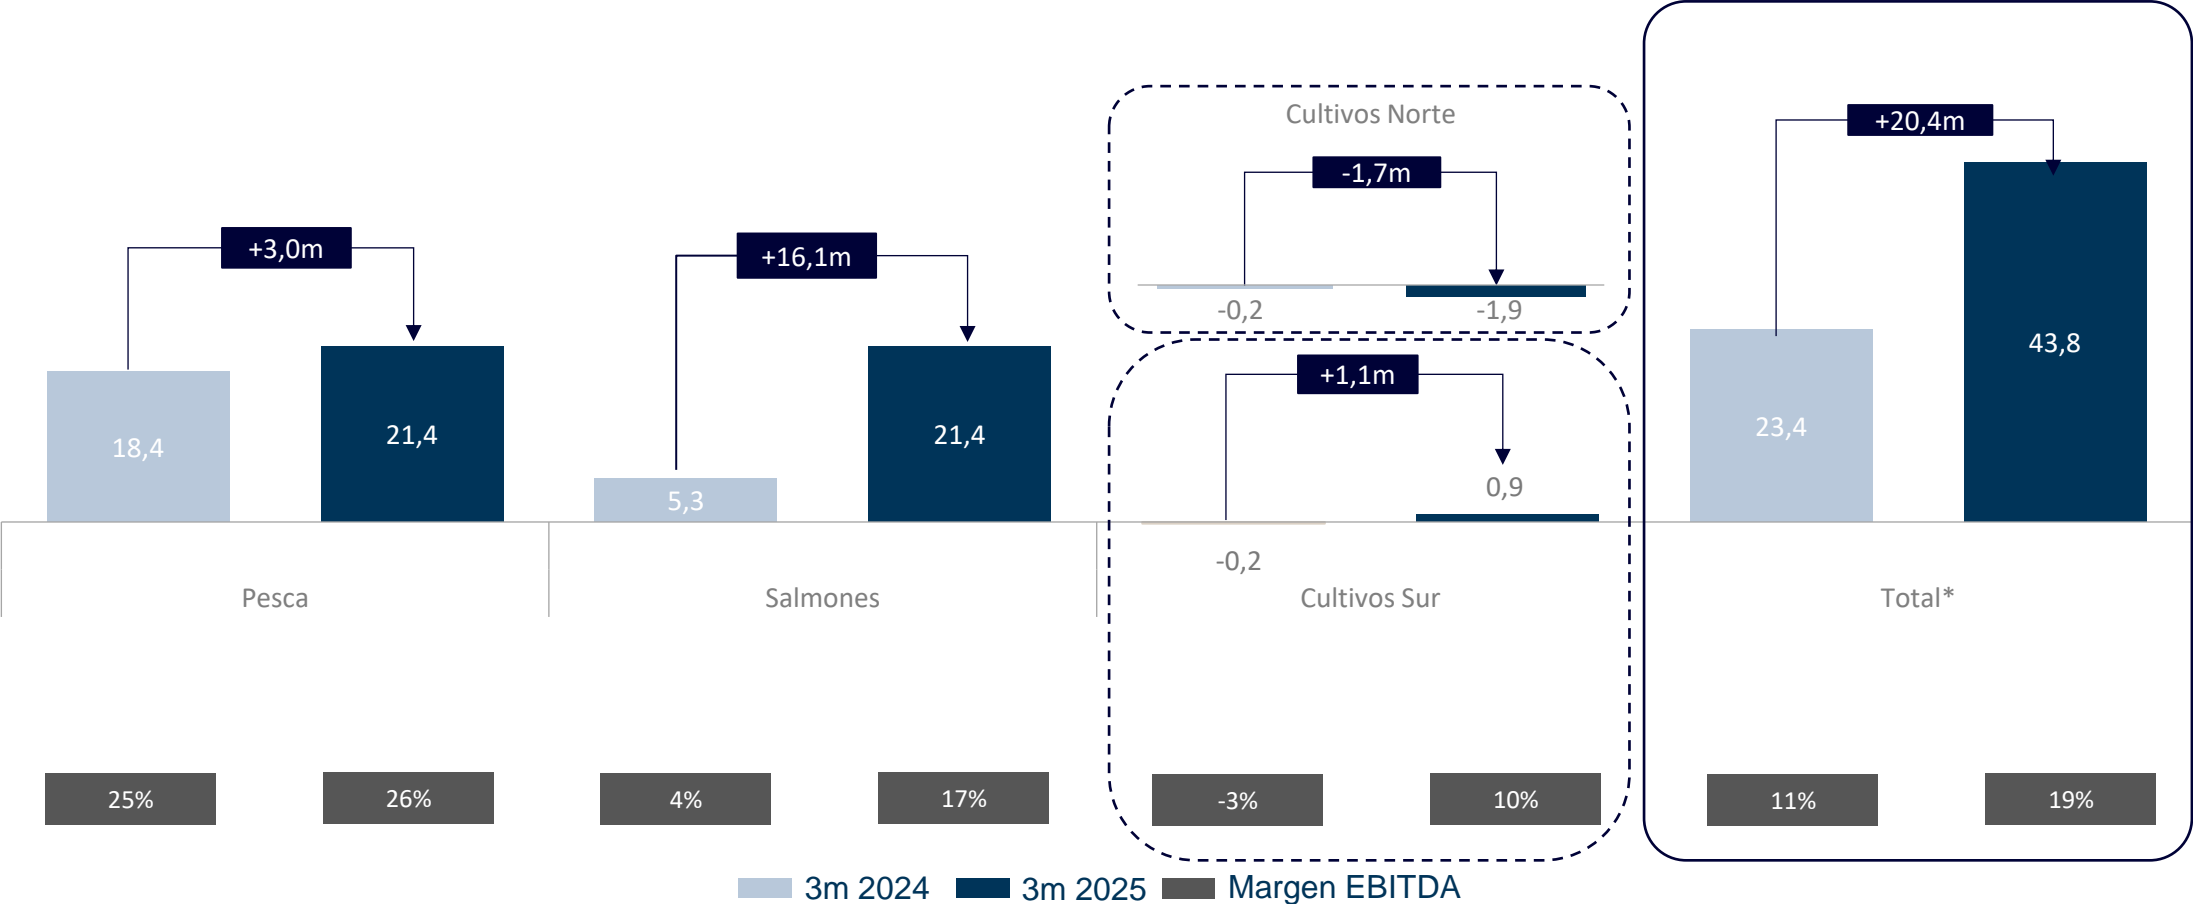 Cultivos Norte
+20,4m
-1,7m
+3,0m
+16,1m
-0,2
-1,9
43,8
+1,1m
18,4
21,4
5,3
21,4
0,9
23,4
-0,2
Pesca
Salmones
Cultivos Sur
Total*
25%
26%
4%
17%
-3%
10%
11%
19%
3m 2024
3m 2025
Margen EBITDA